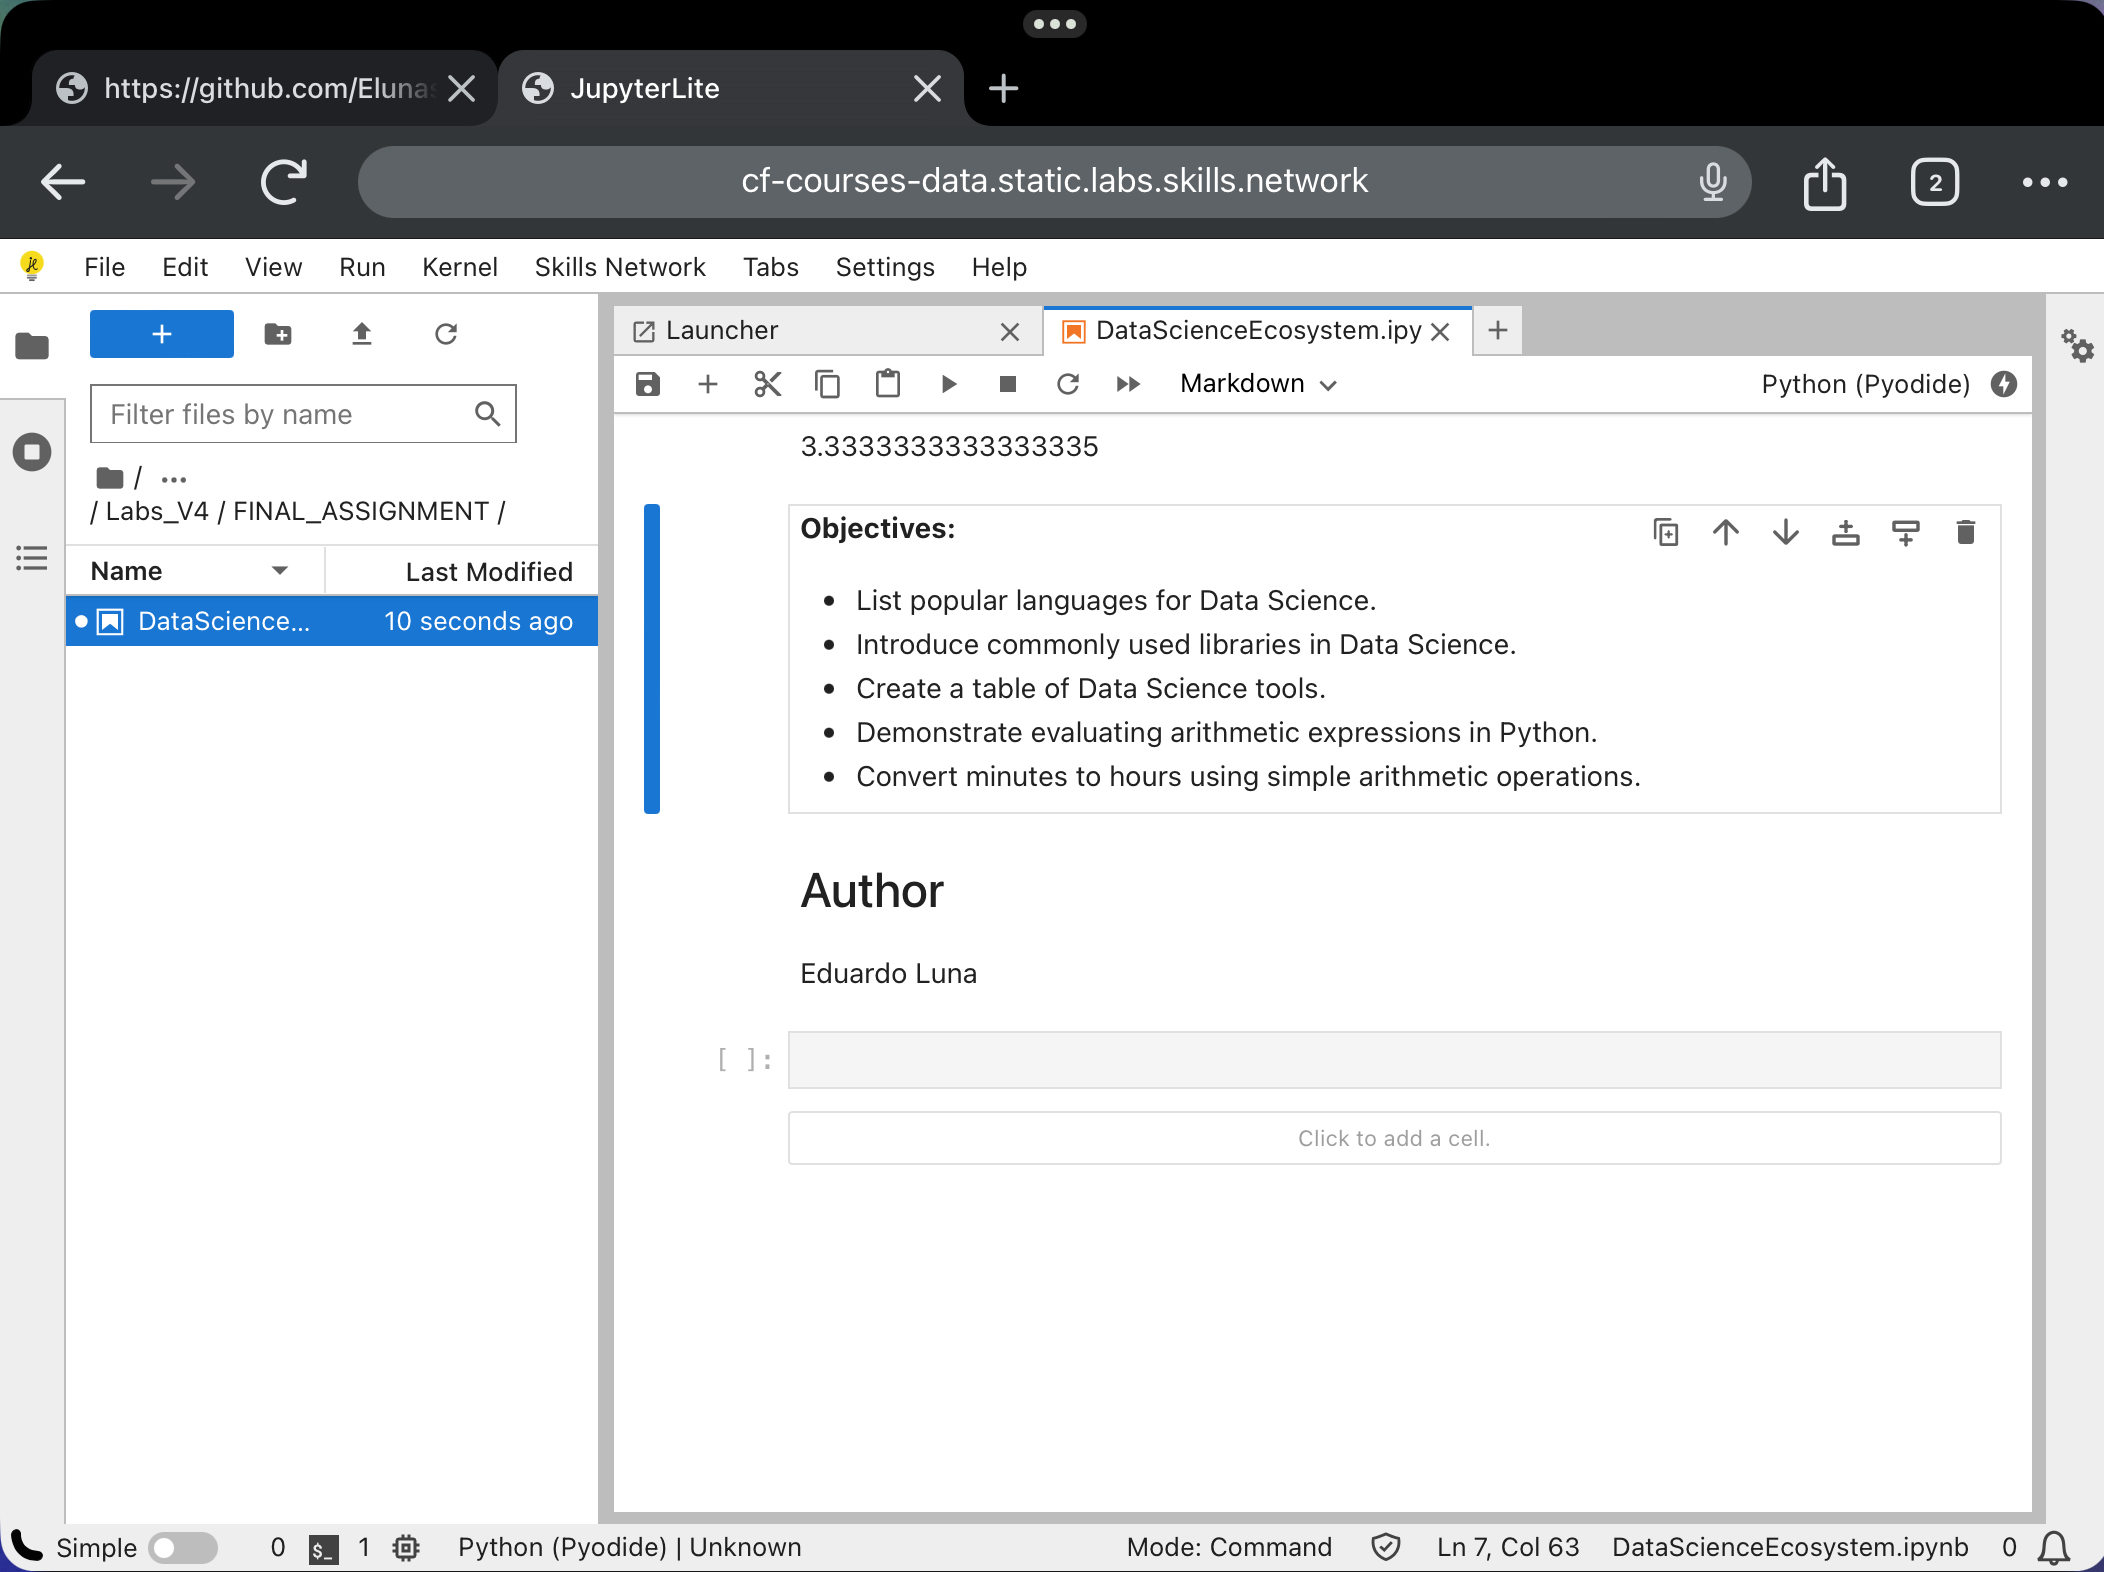 https://github.com/Elunas
JupyterLite
cf-courses-data.static.labs.skills.network
2
File Edit View Run Kernel Skills Network Tabs Settings Help
Launcher
DataScienceEcosystem.ipy
Filter files by name
Markdown
Python (Pyodide)
/ ...
/ Labs_V4 / FINAL_ASSIGNMENT /
Name
Last Modified
DataScience...
10 seconds ago
3.3333333333333335
Objectives:
• List popular languages for Data Science.
• Introduce commonly used libraries in Data Science.
• Create a table of Data Science tools.
• Demonstrate evaluating arithmetic expressions in Python.
• Convert minutes to hours using simple arithmetic operations.
Author
Eduardo Luna
[ ]:
Click to add a cell.
Simple 0 $_ 1 Python (Pyodide) | Unknown Mode: Command Ln 7, Col 63 DataScienceEcosystem.ipynb 0